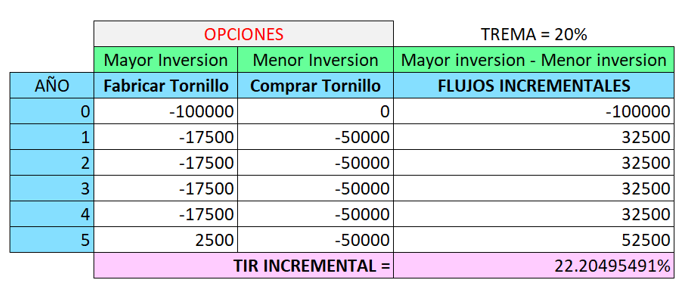 OPCIONES TREMA = 20%
Mayor Inversion Menor Inversion Mayor inversion - Menor inversion
AÑO Fabricar Tornillo Comprar Tornillo FLUJOS INCREMENTALES
0 -100000 0 -100000
1 -17500 -50000 32500
2 -17500 -50000 32500
3 -17500 -50000 32500
4 -17500 -50000 32500
5 2500 -50000 52500
TIR INCREMENTAL = 22.20495491%